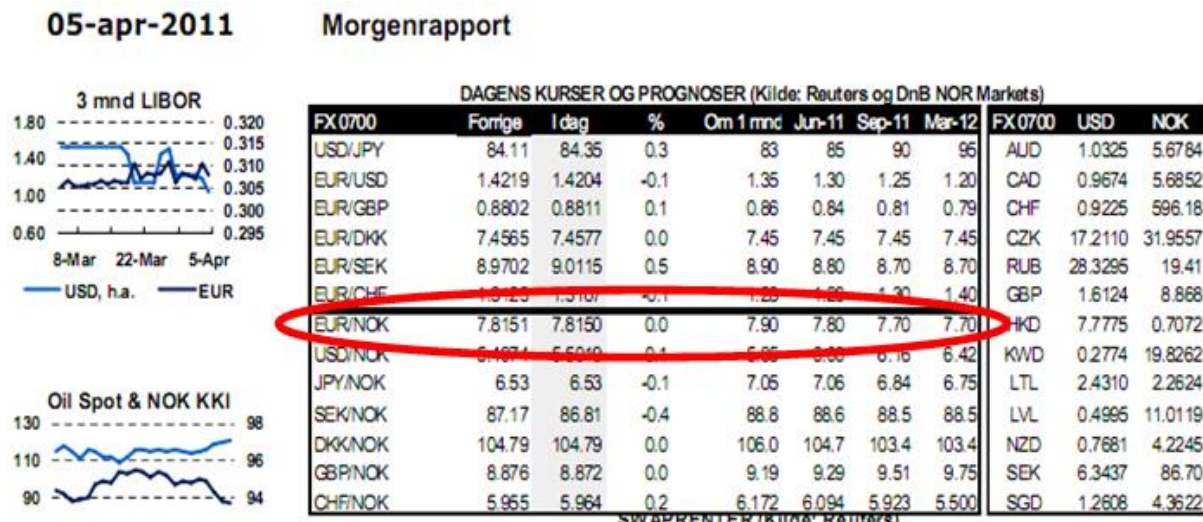 05-apr-2011 Morgenrapport
3 mnd LIBOR
1.80 0.320
0.315
1.40 0.310
0.305
1.00 0.300
0.60 0.295
8-Mar 22-Mar 5-Apr
USD, h.a. EUR
Oil Spot & NOK KKI
130 98
110 96
90 94
DAGENS KURSER OG PROGNOSER (Kilde: Reuters og DnB NOR Markets)
FX 0700 Forrige I dag % Om 1 mnd Jun-11 Sep-11 Mar-12 FX 0700 USD NOK
USD/JPY 84.11 84.35 0.3 83 85 90 95 AUD 1.0325 5.6784
EUR/USD 1.4219 1.4204 -0.1 1.35 1.30 1.25 1.20 CAD 0.9674 5.6852
EUR/GBP 0.8802 0.8811 0.1 0.86 0.84 0.81 0.79 CHF 0.9225 596.18
EUR/DKK 7.4565 7.4577 0.0 7.45 7.45 7.45 7.45 CZK 17.2110 31.9557
EUR/SEK 8.9702 9.0115 0.5 8.90 8.80 8.70 8.70 RUB 28.3295 19.41
EUR/CHF -0.1 1.30 1.40 GBP 1.6124 8.868
EUR/NOK 7.8151 7.8150 0.0 7.90 7.80 7.70 7.70 HKD 7.7775 0.7072
USD/NOK 6.16 6.42 KWD 0.2774 19.8262
JPY/NOK 6.53 6.53 -0.1 7.05 7.06 6.84 6.75 LTL 2.4310 2.2624
SEK/NOK 87.17 86.81 -0.4 88.8 88.6 88.5 88.5 LVL 0.4995 11.0119
DKK/NOK 104.79 104.79 0.0 106.0 104.7 103.4 103.4 NZD 0.7681 4.2245
GBP/NOK 8.876 8.872 0.0 9.19 9.29 9.51 9.75 SEK 6.3437 86.70
CHF/NOK 5.955 5.964 0.2 6.172 6.094 5.923 5.500 SGD 1.2608 4.3622
SWAPRENTER (Kilde: Reuters)